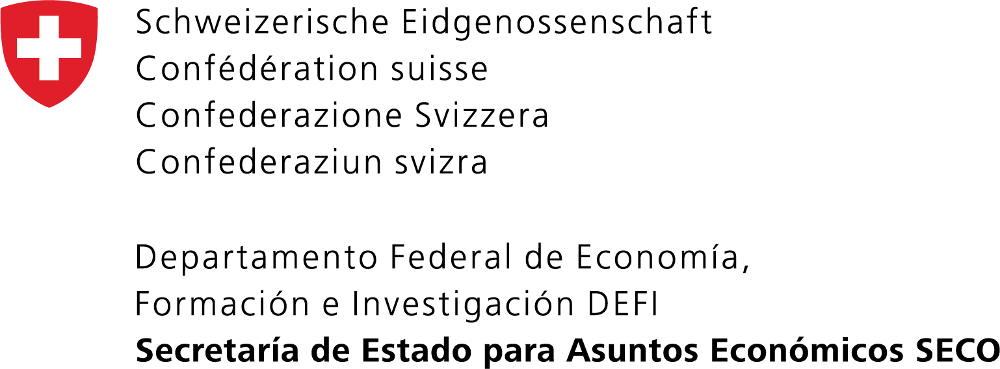 Schweizerische Eidgenossenschaft
Confédération suisse
Confederazione Svizzera
Confederaziun svizra
Departamento Federal de Economía,
Formación e Investigación DEFI
Secretaría de Estado para Asuntos Económicos SECO